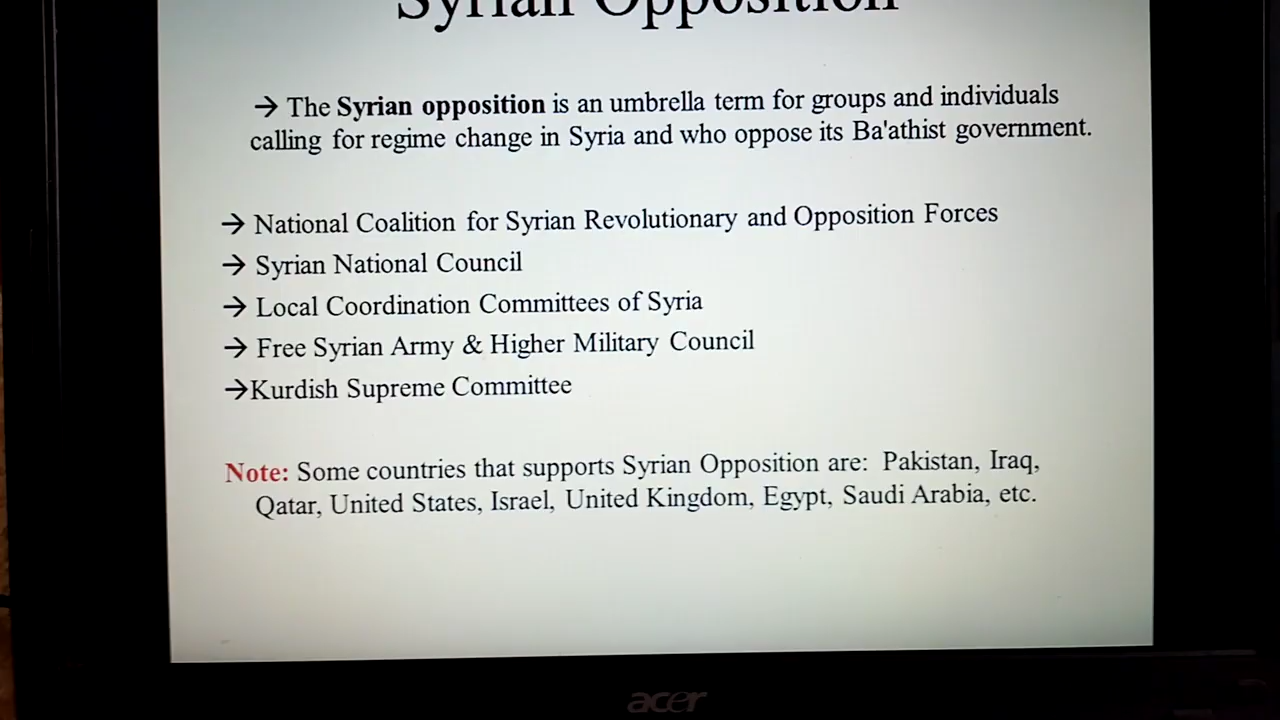 Syrian Opposition
→ The Syrian opposition is an umbrella term for groups and individuals
calling for regime change in Syria and who oppose its Ba'athist government.
→ National Coalition for Syrian Revolutionary and Opposition Forces
→ Syrian National Council
→ Local Coordination Committees of Syria
→ Free Syrian Army & Higher Military Council
→Kurdish Supreme Committee
Note: Some countries that supports Syrian Opposition are: Pakistan, Iraq,
Qatar, United States, Israel, United Kingdom, Egypt, Saudi Arabia, etc.
acer